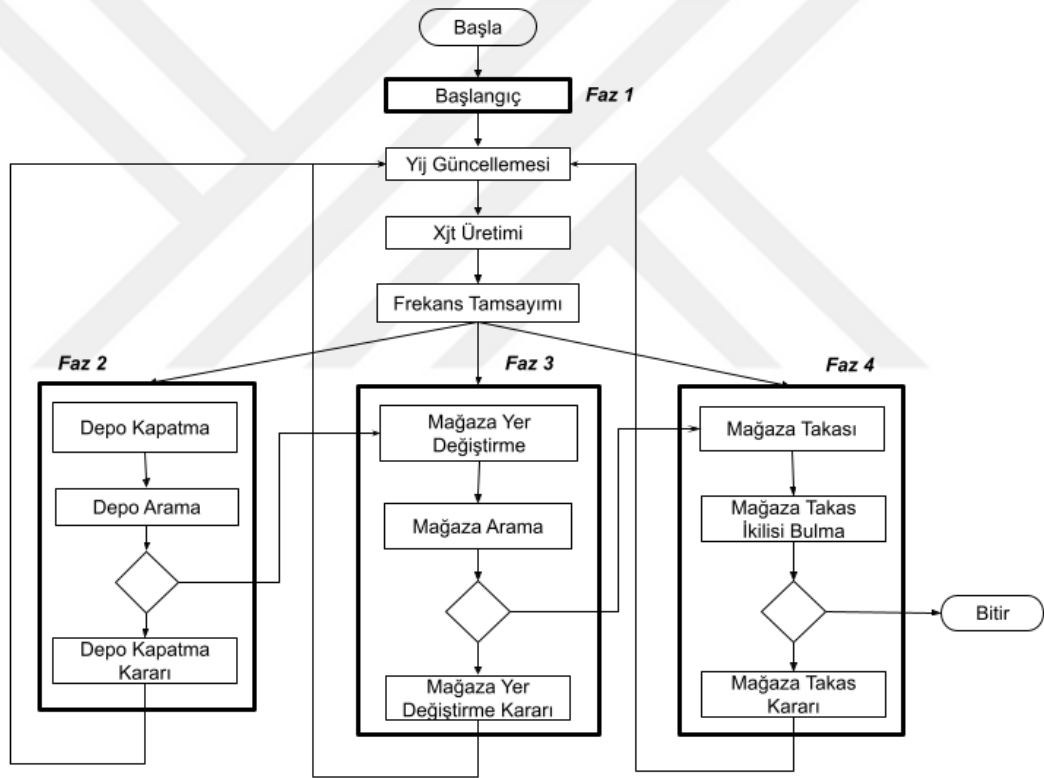 Başla
Başlangıç
Faz 1
Yij Güncellemesi
Xjt Üretimi
Frekans Tamsayımı
Faz 2
Depo Kapatma
Depo Arama
Depo Kapatma
Kararı
Faz 3
Mağaza Yer
Değiştirme
Mağaza Arama
Mağaza Yer
Değiştirme Kararı
Faz 4
Mağaza Takası
Mağaza Takas
İkilisi Bulma
Mağaza Takas
Kararı
Bitir